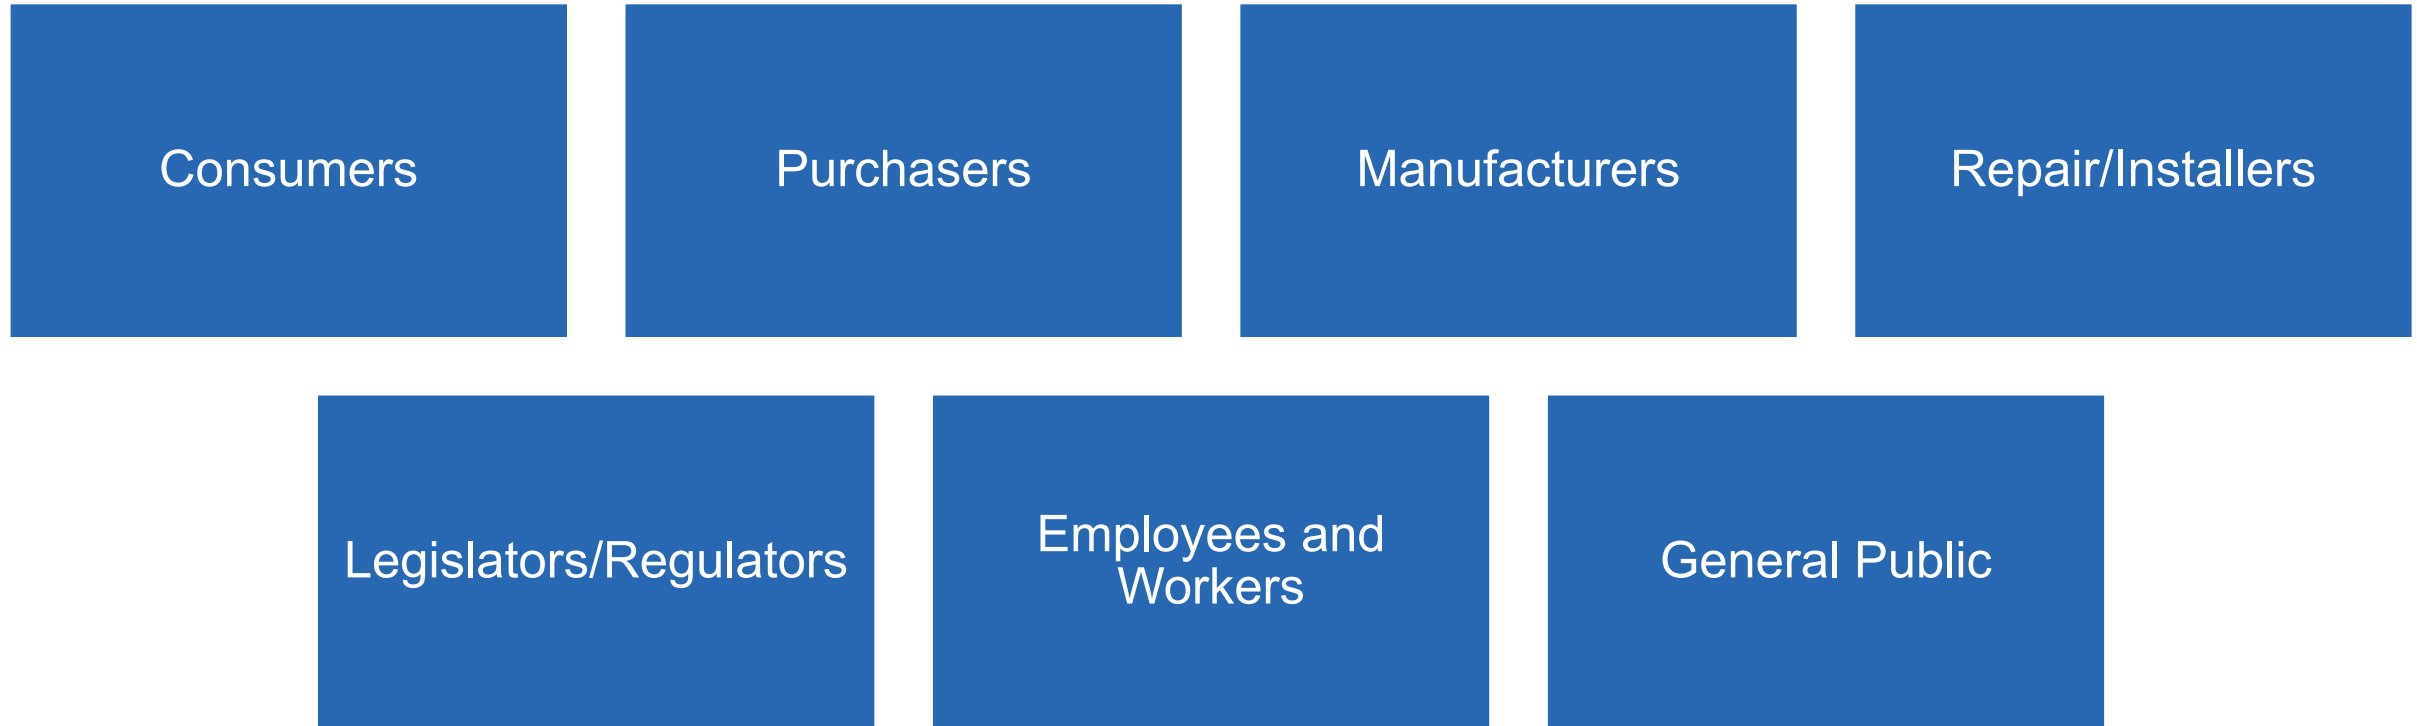 Consumers
Purchasers
Manufacturers
Repair/Installers
Legislators/Regulators
Employees and
Workers
General Public